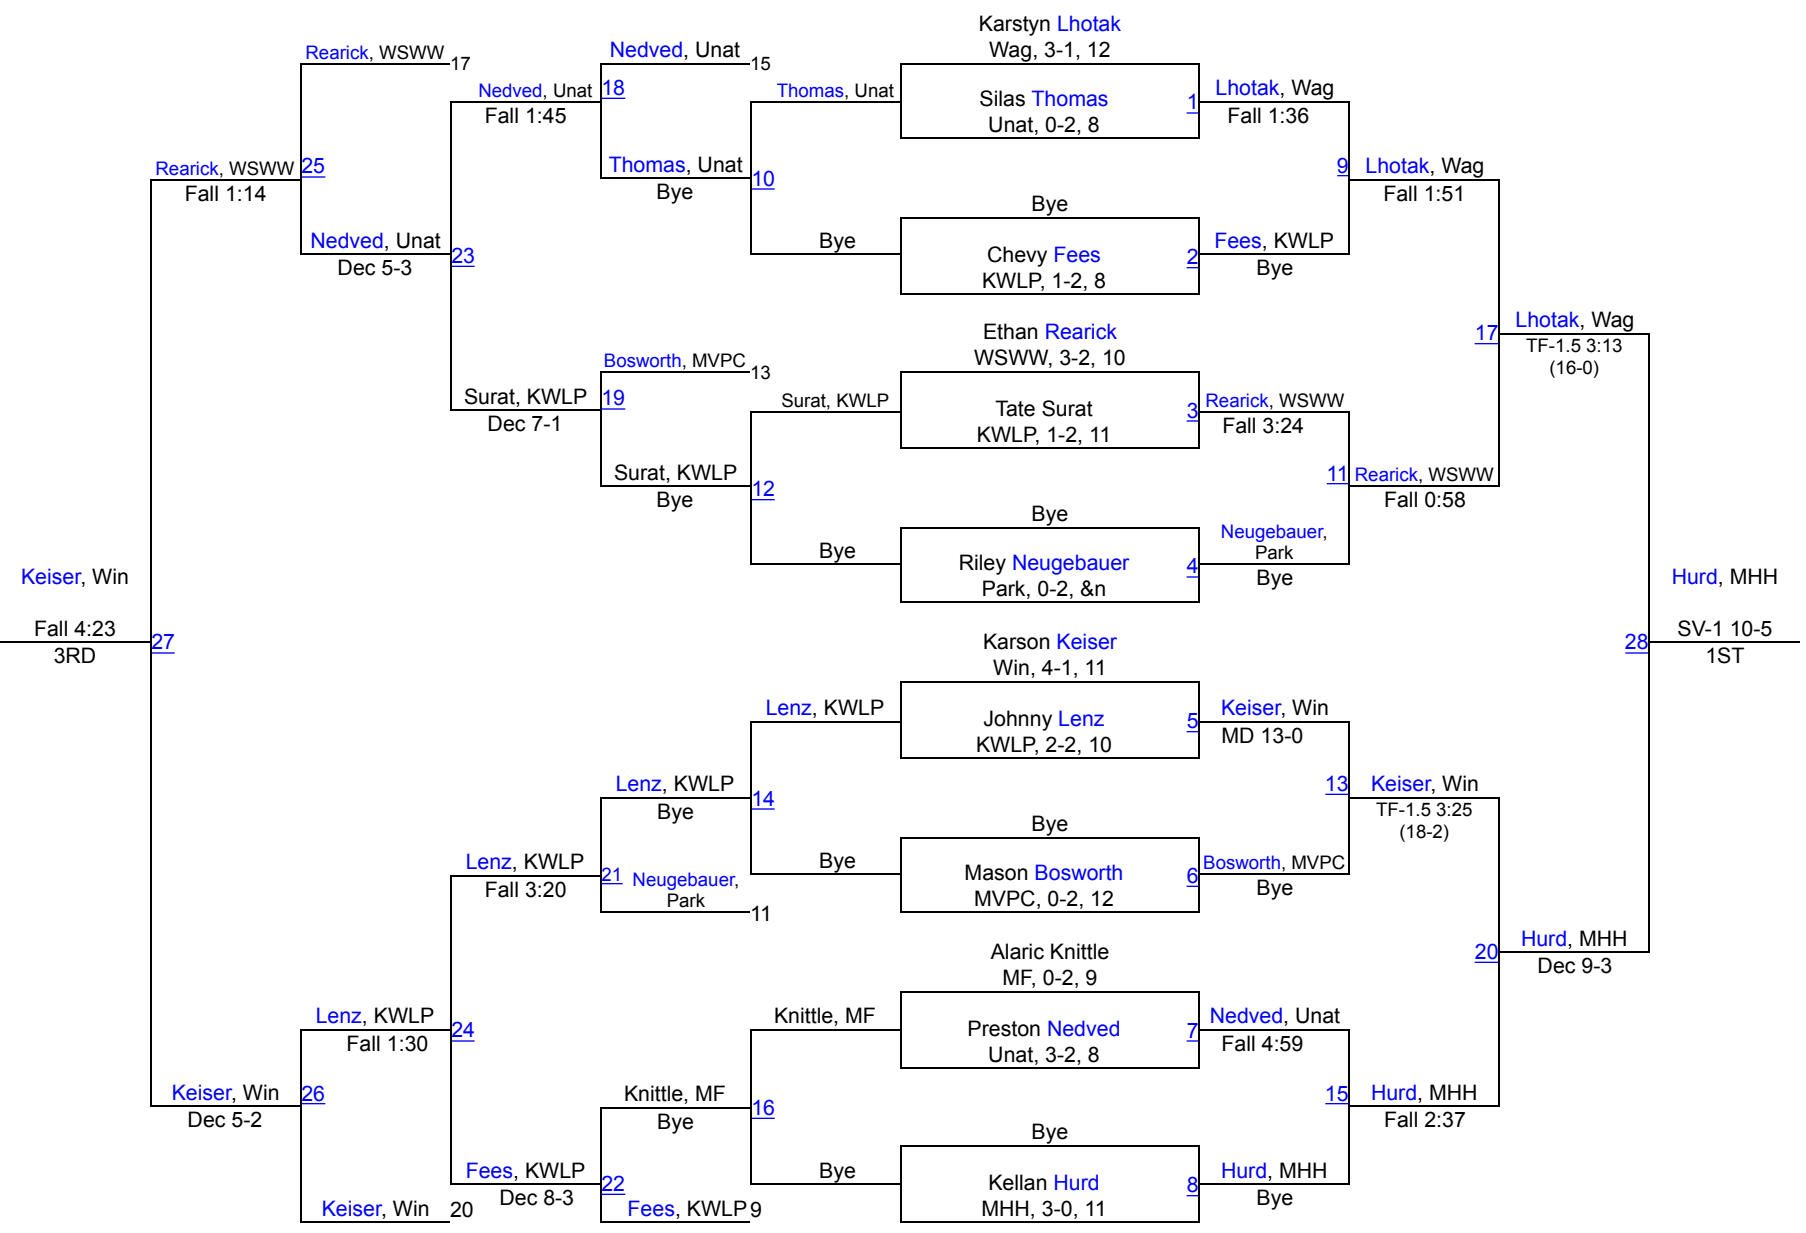 Karstyn Lhotak
Wag, 3-1, 12
Rearick, WSWW
17
Nedved, Unat
15
Nedved, Unat
18
Fall 1:45
Thomas, Unat
Silas Thomas
Unat, 0-2, 8
1
Lhotak, Wag
Fall 1:36
Rearick, WSWW
25
Fall 1:14
Thomas, Unat
10
Bye
9
Lhotak, Wag
Fall 1:51
Bye
Nedved, Unat
23
Dec 5-3
Bye
Chevy Fees
KWLP, 1-2, 8
2
Fees, KWLP
Bye
Ethan Rearick
WSWW, 3-2, 10
17
Lhotak, Wag
TF-1.5 3:13
(16-0)
Bosworth, MVPC
13
Surat, KWLP
19
Dec 7-1
Surat, KWLP
Tate Surat
KWLP, 1-2, 11
3
Rearick, WSWW
Fall 3:24
Surat, KWLP
12
Bye
11
Rearick, WSWW
Fall 0:58
Bye
Bye
Riley Neugebauer
Park, 0-2, &n
4
Neugebauer,
Park
Bye
Keiser, Win
Fall 4:23
27
3RD
Hurd, MHH
28
SV-1 10-5
1ST
Karson Keiser
Win, 4-1, 11
Lenz, KWLP
Johnny Lenz
KWLP, 2-2, 10
5
Keiser, Win
MD 13-0
Lenz, KWLP
14
Bye
13
Keiser, Win
TF-1.5 3:25
(18-2)
Bye
Lenz, KWLP
21
Fall 3:20
Neugebauer,
Park
11
Bye
Mason Bosworth
MVPC, 0-2, 12
6
Bosworth, MVPC
Bye
Alaric Knittle
MF, 0-2, 9
20
Hurd, MHH
Dec 9-3
Lenz, KWLP
24
Fall 1:30
Knittle, MF
Preston Nedved
Unat, 3-2, 8
7
Nedved, Unat
Fall 4:59
Keiser, Win
26
Dec 5-2
Knittle, MF
16
Bye
15
Hurd, MHH
Fall 2:37
Bye
Fees, KWLP
22
Dec 8-3
Bye
Kellan Hurd
MHH, 3-0, 11
8
Hurd, MHH
Bye
Keiser, Win
20
Fees, KWLP
9